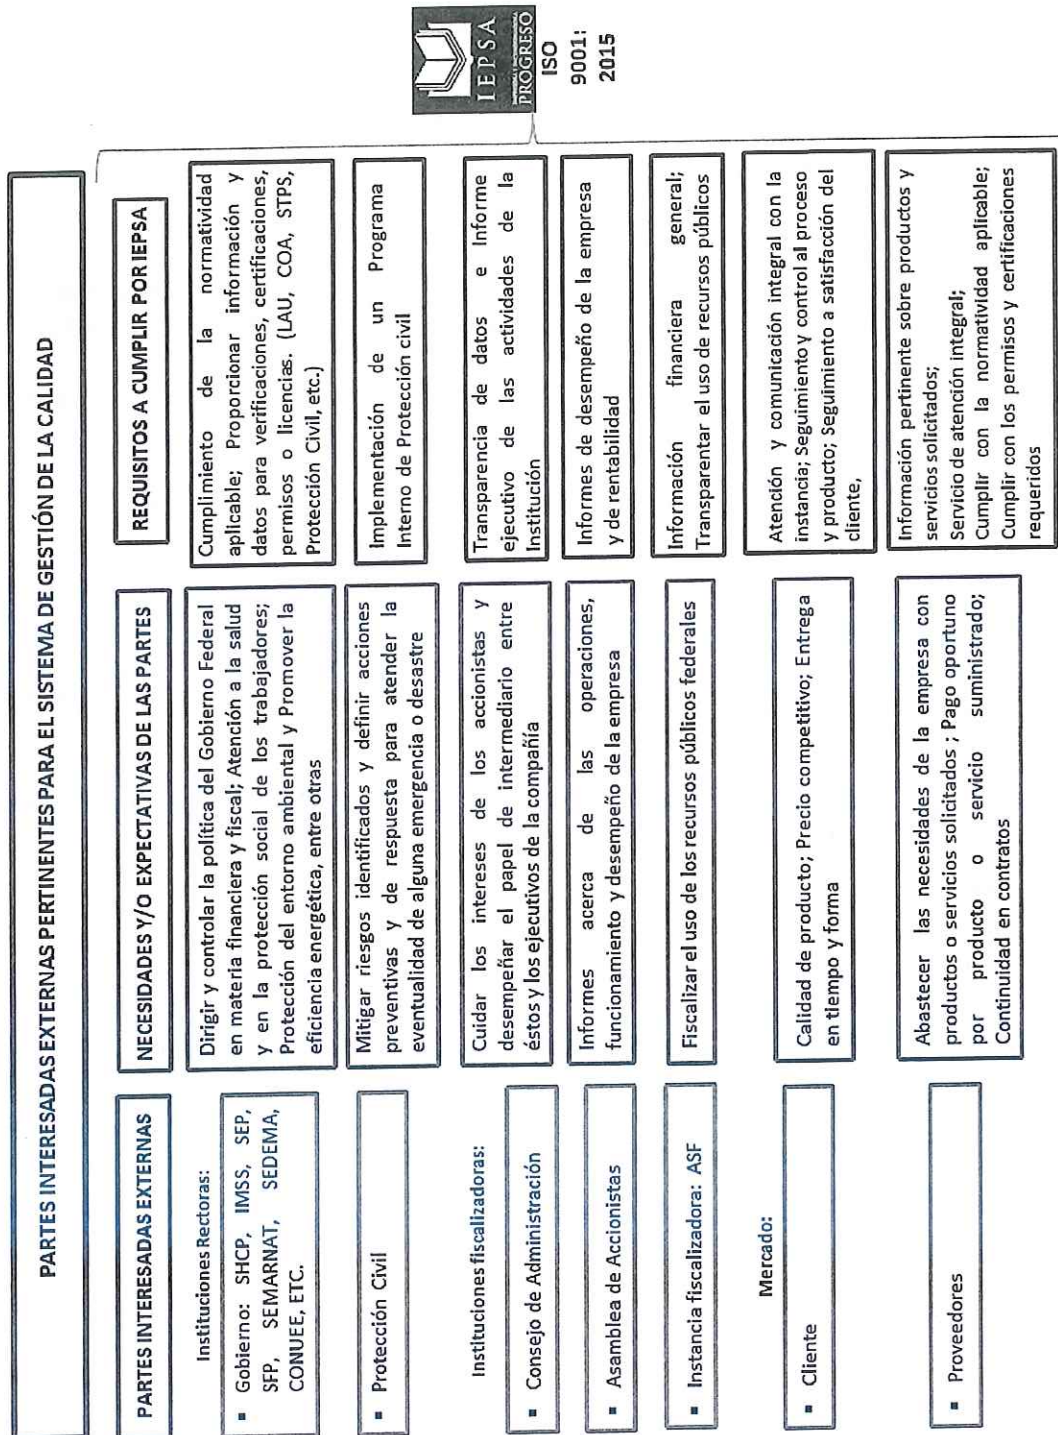 PARTES INTERESADAS EXTERNAS PERTINENTES PARA EL SISTEMA DE GESTIÓN DE LA CALIDAD
PARTES INTERESADAS EXTERNAS
NECESIDADES Y/O EXPECTATIVAS DE LAS PARTES
REQUISITOS A CUMPLIR POR IEPSA
Instituciones Rectoras:
▪ Gobierno: SHCP, IMSS, SEP,
SFP, SEMARNAT, SEDEMA,
CONUEE, ETC.
Dirigir y controlar la política del Gobierno Federal
en materia financiera y fiscal; Atención a la salud
y en la protección social de los trabajadores;
Protección del entorno ambiental y Promover la
eficiencia energética, entre otras
Cumplimiento de la normatividad
aplicable; Proporcionar información y
datos para verificaciones, certificaciones,
permisos o licencias. (LAU, COA, STPS,
Protección Civil, etc.)
▪ Protección Civil
Mitigar riesgos identificados y definir acciones
preventivas y de respuesta para atender la
eventualidad de alguna emergencia o desastre
Implementación de un Programa
Interno de Protección civil
Instituciones fiscalizadoras:
▪ Consejo de Administración
Cuidar los intereses de los accionistas y
desempeñar el papel de intermediario entre
éstos y los ejecutivos de la compañía
Transparencia de datos e Informe
ejecutivo de las actividades de la
Institución
▪ Asamblea de Accionistas
Informes acerca de las operaciones,
funcionamiento y desempeño de la empresa
Informes de desempeño de la empresa
y de rentabilidad
▪ Instancia fiscalizadora: ASF
Fiscalizar el uso de los recursos públicos federales
Información financiera general;
Transparentar el uso de recursos públicos
Mercado:
▪ Cliente
Calidad de producto; Precio competitivo; Entrega
en tiempo y forma
Atención y comunicación integral con la
instancia; Seguimiento y control al proceso
y producto; Seguimiento a satisfacción del
cliente,
▪ Proveedores
Abastecer las necesidades de la empresa con
productos o servicios solicitados ; Pago oportuno
por producto o servicio suministrado;
Continuidad en contratos
Información pertinente sobre productos y
servicios solicitados;
Servicio de atención integral;
Cumplir con la normatividad aplicable;
Cumplir con los permisos y certificaciones
requeridos
IEPSA
PROGRESO
ISO
9001:
2015